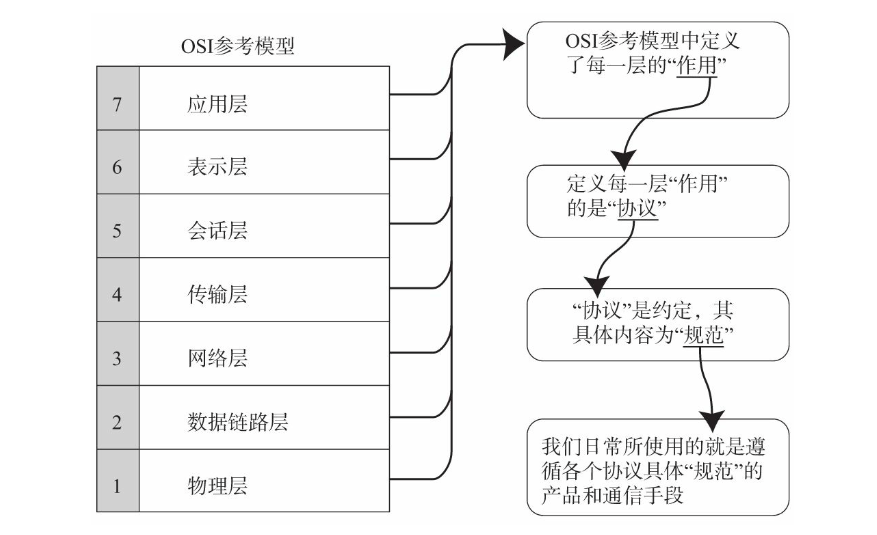 OSI参考模型
7 应用层
6 表示层
5 会话层
4 传输层
3 网络层
2 数据链路层
1 物理层
OSI参考模型中定义
了每一层的“作用”
定义每一层“作用”
的是“协议”
“协议”是约定，其
具体内容为“规范”
我们日常所使用的就是遵
循各个协议具体“规范”的
产品和通信手段